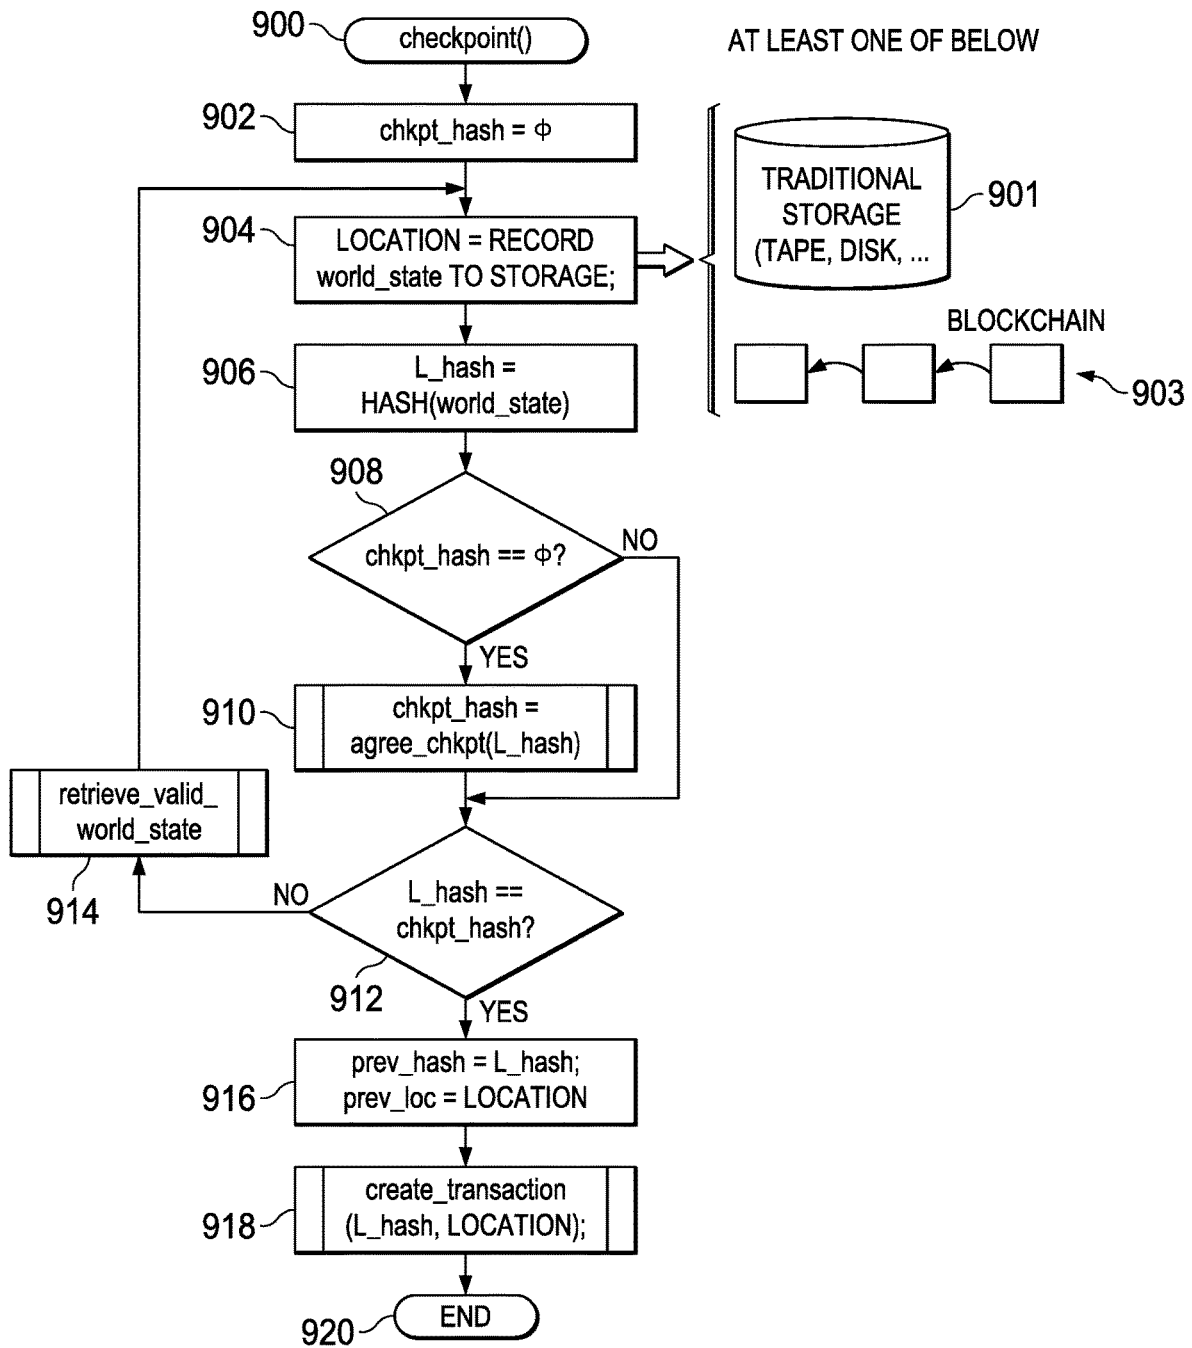 900
checkpoint()
AT LEAST ONE OF BELOW
902
chkpt_hash = Φ
904
LOCATION = RECORD
world_state TO STORAGE;
TRADITIONAL
STORAGE
(TAPE, DISK, ...
901
BLOCKCHAIN
903
906
L_hash =
HASH(world_state)
908
chkpt_hash == Φ?
NO
YES
910
chkpt_hash =
agree_chkpt(L_hash)
retrieve_valid_
world_state
914
NO
L_hash ==
chkpt_hash?
912
YES
916
prev_hash = L_hash;
prev_loc = LOCATION
918
create_transaction
(L_hash, LOCATION);
END
920